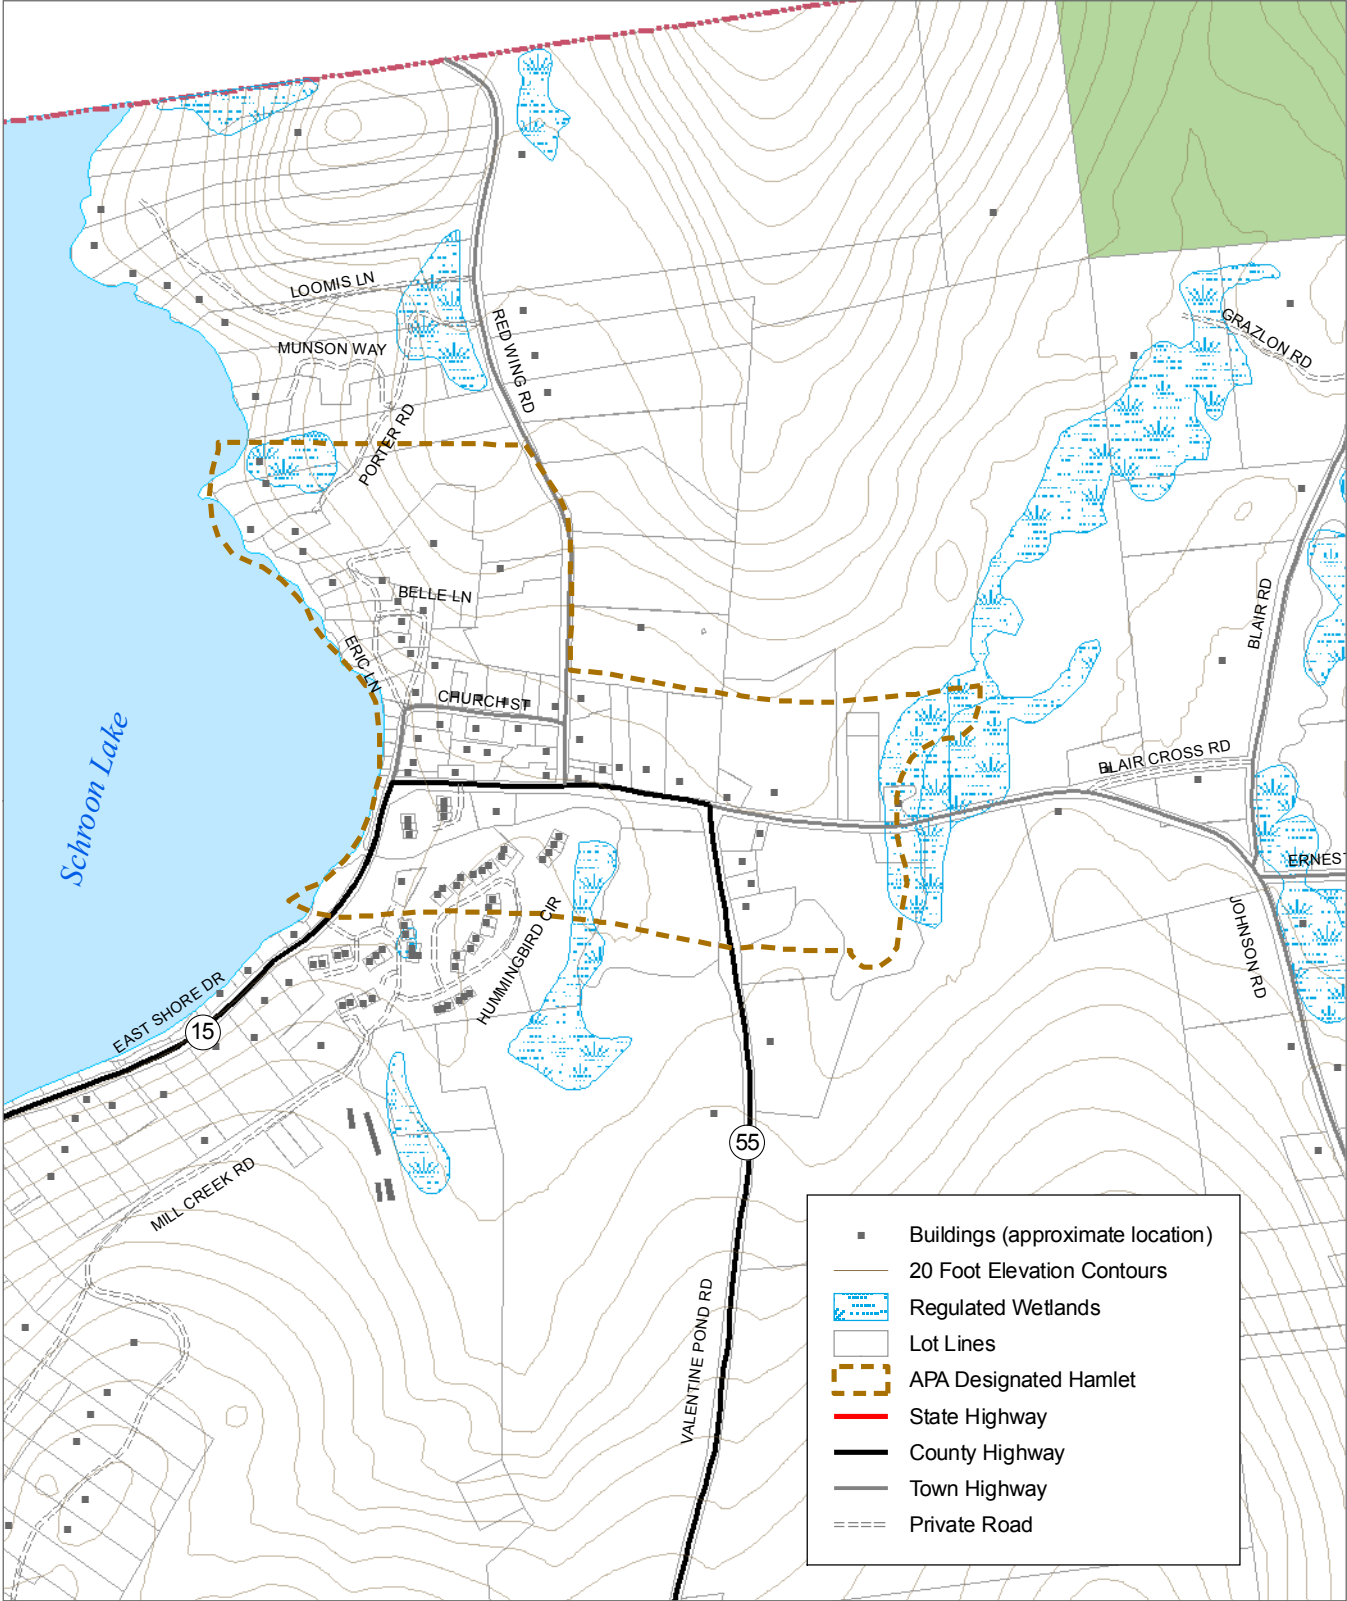 LOOMIS LN
MUNSON WAY
RED WING RD
GRAZLON RD
PORTER RD
BELLE LN
BLAIR RD
ERIC LN
CHURCH ST
Schroon Lake
BLAIR CROSS RD
ERNEST
HUMMINGBIRD CIR
JOHNSON RD
EAST SHORE DR
15
55
MILL CREEK RD
VALENTINE POND RD
Buildings (approximate location)
20 Foot Elevation Contours
Regulated Wetlands
Lot Lines
APA Designated Hamlet
State Highway
County Highway
Town Highway
Private Road